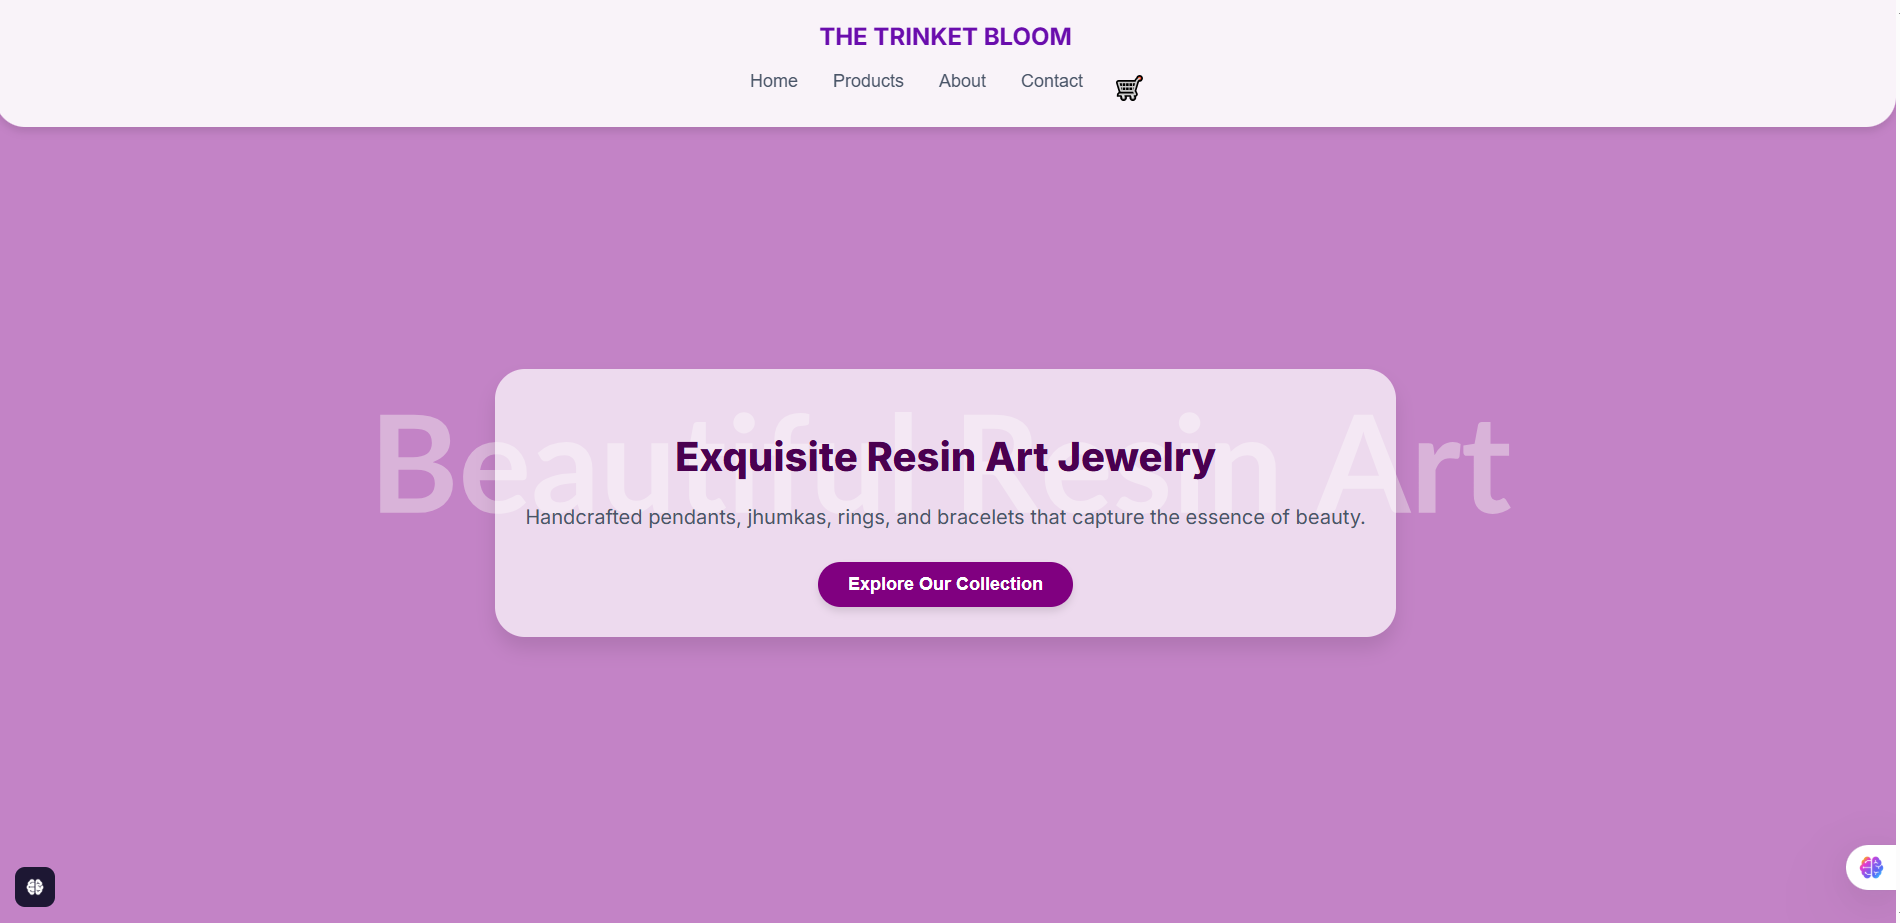 THE TRINKET BLOOM
Home Products About Contact
Beautiful Resin Art
Exquisite Resin Art Jewelry
Handcrafted pendants, jhumkas, rings, and bracelets that capture the essence of beauty.
Explore Our Collection